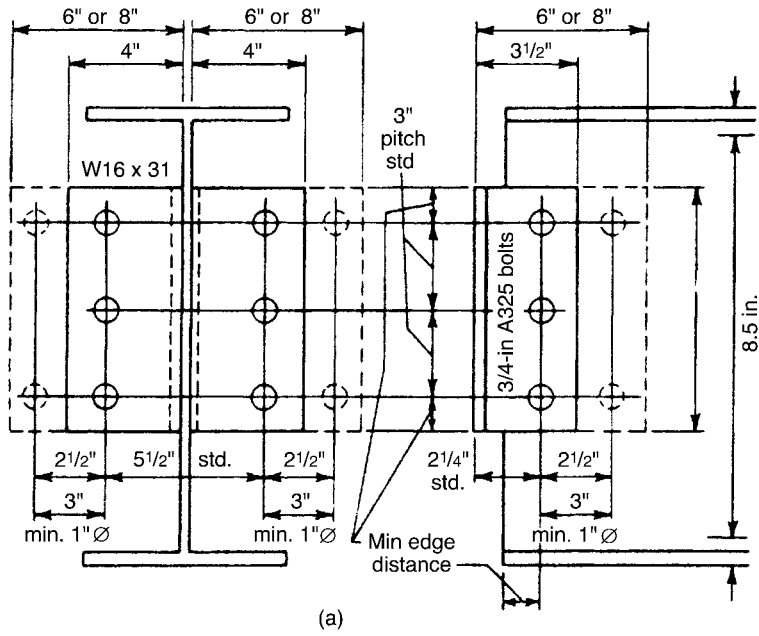 6" or 8"
6" or 8"
6" or 8"
4"
4"
3 1/2"
3"
pitch
std
W16 x 31
3/4-in A325 bolts
8.5 in.
2 1/2"
5 1/2" std.
2 1/2"
2 1/4"
std.
2 1/2"
3"
3"
3"
min. 1" Ø
min. 1" Ø
min. 1" Ø
Min edge
distance
(a)